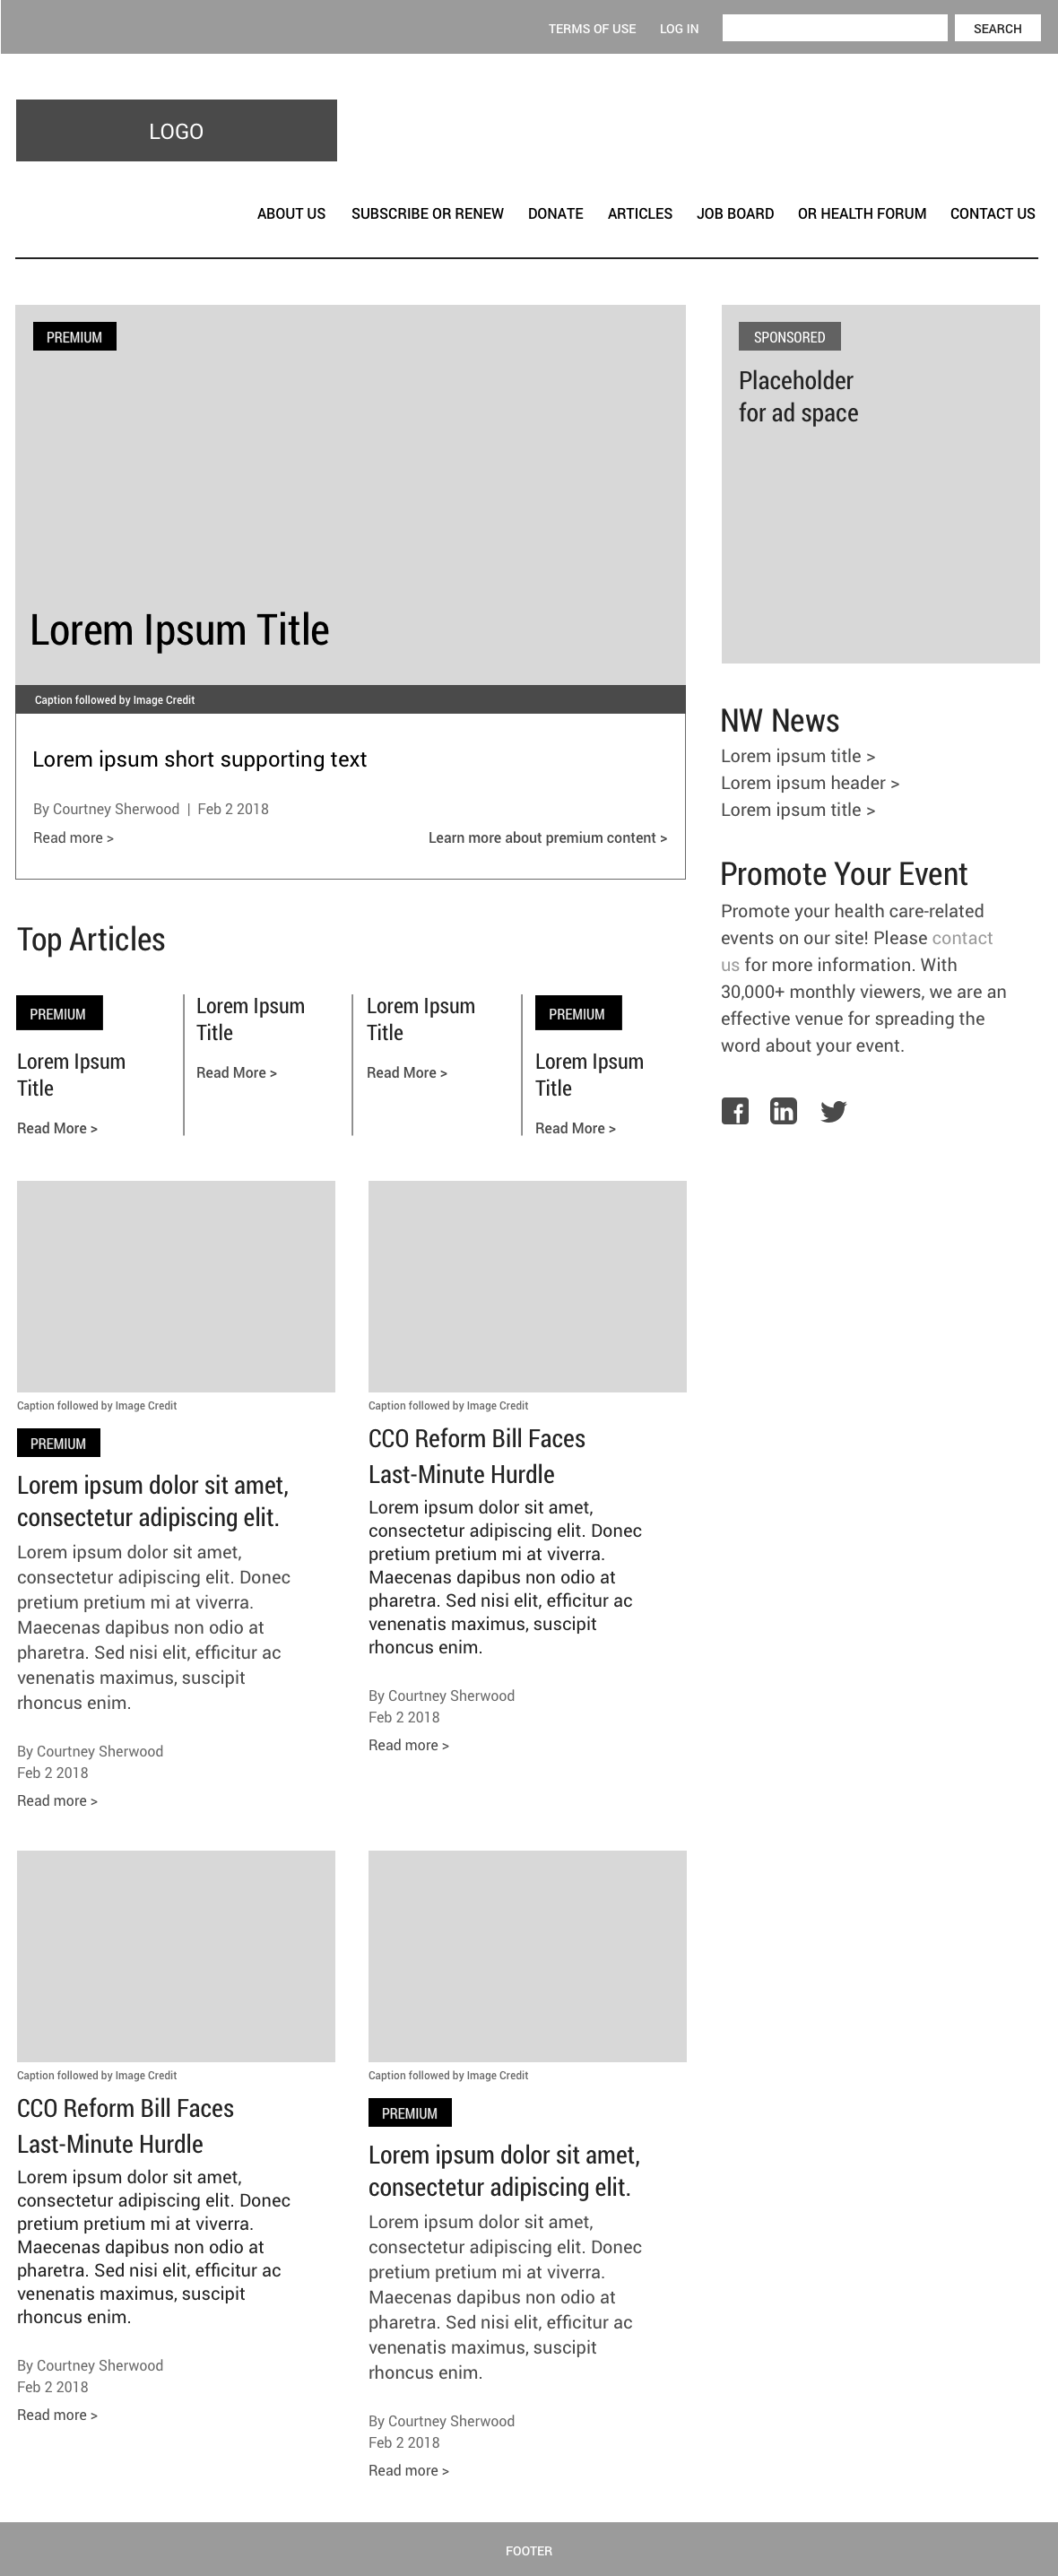 TERMS OF USE LOG IN SEARCH
LOGO
ABOUT US SUBSCRIBE OR RENEW DONATE ARTICLES JOB BOARD OR HEALTH FORUM CONTACT US
PREMIUM
Lorem Ipsum Title
Caption followed by Image Credit
Lorem ipsum short supporting text
By Courtney Sherwood | Feb 2 2018
Read more > Learn more about premium content >
SPONSORED
Placeholder
for ad space
NW News
Lorem ipsum title >
Lorem ipsum header >
Lorem ipsum title >
Promote Your Event
Promote your health care-related
events on our site! Please contact
us for more information. With
30,000+ monthly viewers, we are an
effective venue for spreading the
word about your event.
Top Articles
PREMIUM
Lorem Ipsum
Title
Read More >
Lorem Ipsum
Title
Read More >
Lorem Ipsum
Title
Read More >
PREMIUM
Lorem Ipsum
Title
Read More >
Caption followed by Image Credit
PREMIUM
Lorem ipsum dolor sit amet,
consectetur adipiscing elit.
Lorem ipsum dolor sit amet,
consectetur adipiscing elit. Donec
pretium pretium mi at viverra.
Maecenas dapibus non odio at
pharetra. Sed nisi elit, efficitur ac
venenatis maximus, suscipit
rhoncus enim.
By Courtney Sherwood
Feb 2 2018
Read more >
Caption followed by Image Credit
CCO Reform Bill Faces
Last-Minute Hurdle
Lorem ipsum dolor sit amet,
consectetur adipiscing elit. Donec
pretium pretium mi at viverra.
Maecenas dapibus non odio at
pharetra. Sed nisi elit, efficitur ac
venenatis maximus, suscipit
rhoncus enim.
By Courtney Sherwood
Feb 2 2018
Read more >
Caption followed by Image Credit
CCO Reform Bill Faces
Last-Minute Hurdle
Lorem ipsum dolor sit amet,
consectetur adipiscing elit. Donec
pretium pretium mi at viverra.
Maecenas dapibus non odio at
pharetra. Sed nisi elit, efficitur ac
venenatis maximus, suscipit
rhoncus enim.
By Courtney Sherwood
Feb 2 2018
Read more >
Caption followed by Image Credit
PREMIUM
Lorem ipsum dolor sit amet,
consectetur adipiscing elit.
Lorem ipsum dolor sit amet,
consectetur adipiscing elit. Donec
pretium pretium mi at viverra.
Maecenas dapibus non odio at
pharetra. Sed nisi elit, efficitur ac
venenatis maximus, suscipit
rhoncus enim.
By Courtney Sherwood
Feb 2 2018
Read more >
FOOTER